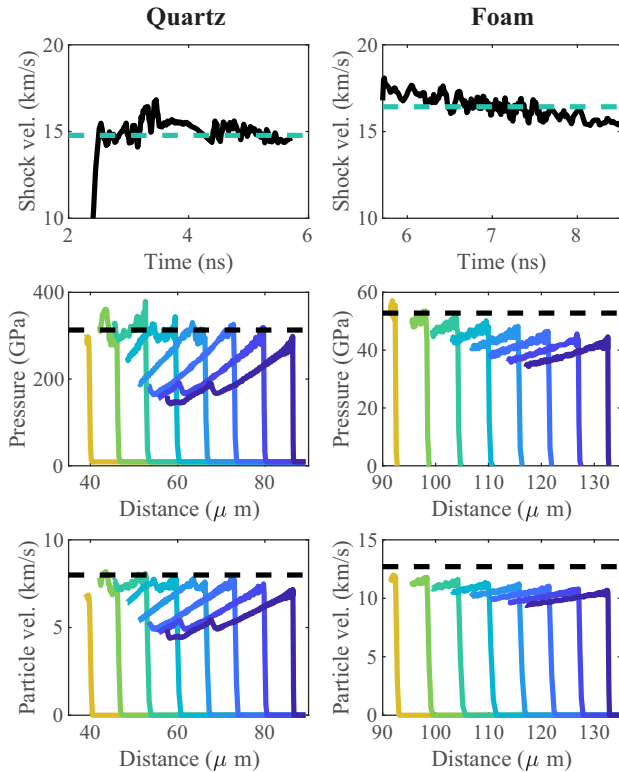 Quartz Foam
Shock vel. (km/s)
20
15
10
2 4 6
Time (ns)
Shock vel. (km/s)
20
15
10
6 7 8
Time (ns)
Pressure (GPa)
400
200
0
40 60 80
Distance (μ m)
Pressure (GPa)
60
40
20
0
90 100 110 120 130
Distance (μ m)
Particle vel. (km/s)
10
5
0
40 60 80
Distance (μ m)
Particle vel. (km/s)
15
10
5
0
90 100 110 120 130
Distance (μ m)